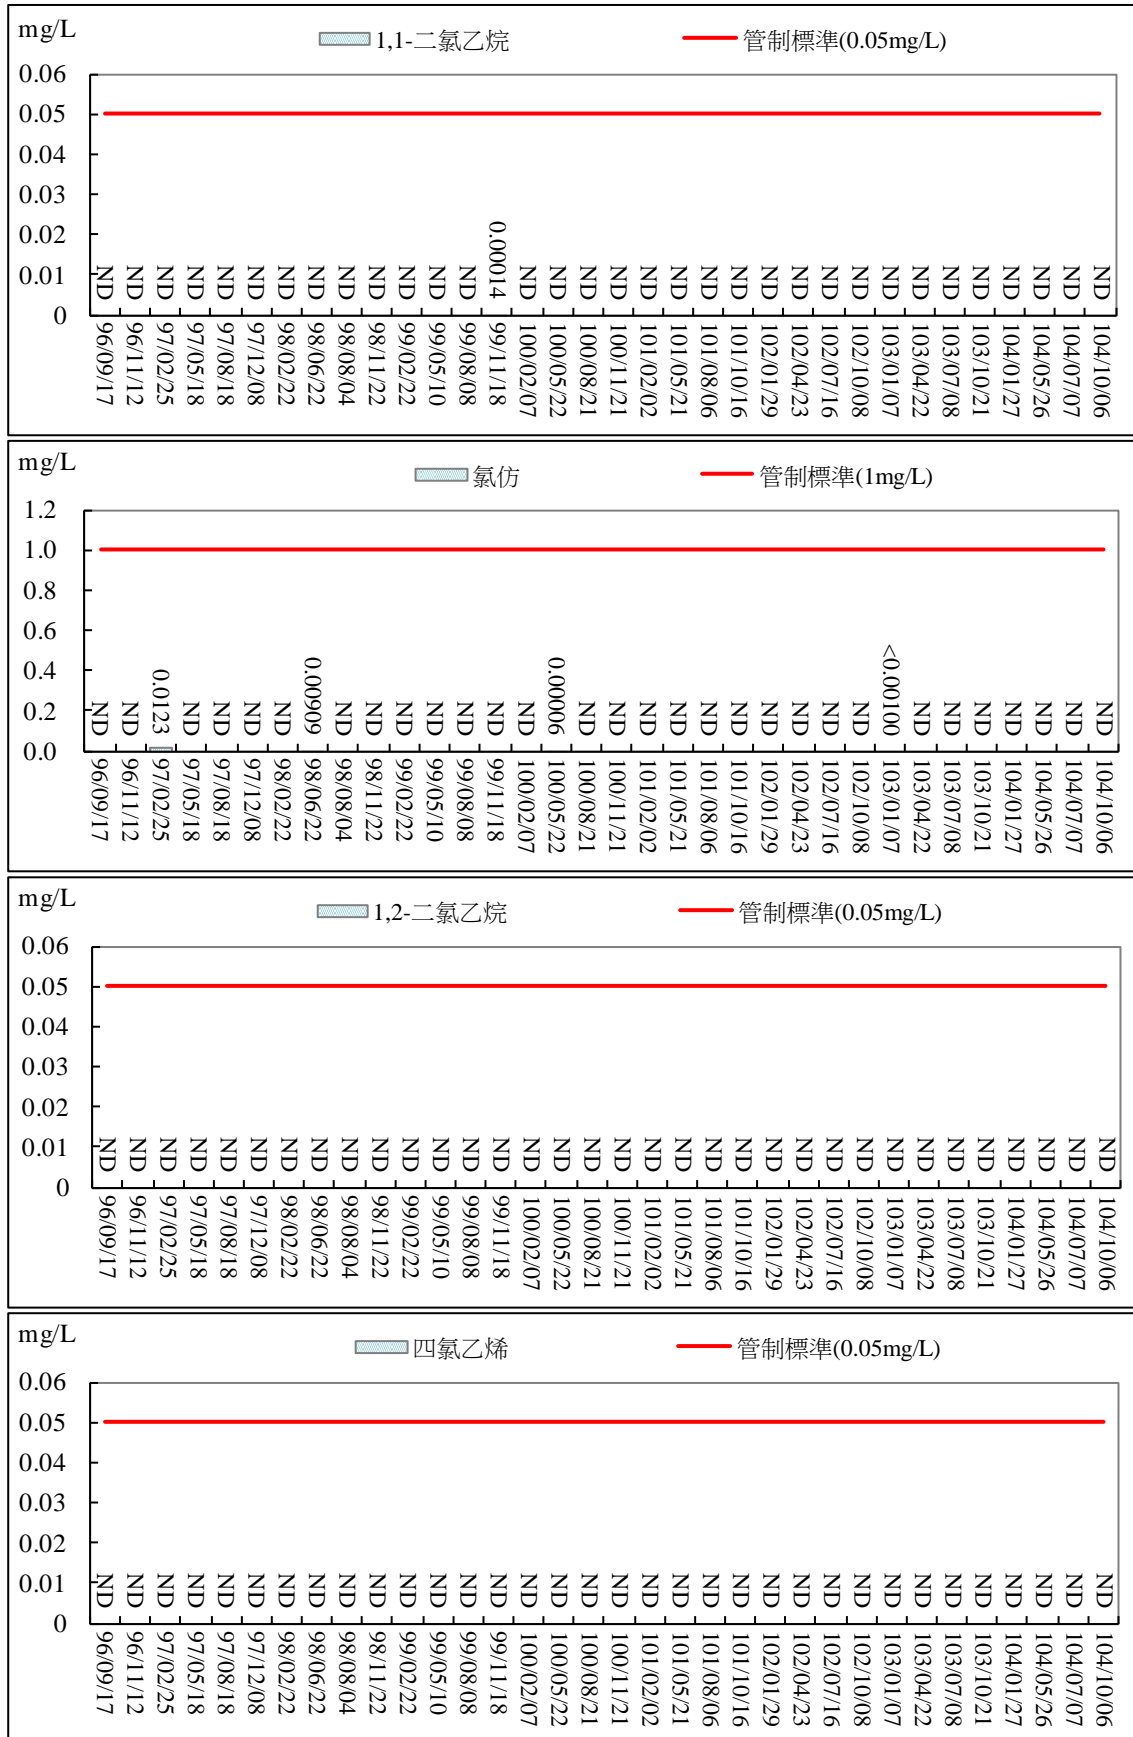 mg/L
1,1-二氯乙烷 管制標準(0.05mg/L)
0.06
0.05
0.04
0.03
0.02
0.01
0
ND ND ND ND ND ND ND ND ND ND ND ND ND 0.00014 ND ND ND ND ND ND ND ND ND ND ND ND ND ND ND ND ND ND ND ND
96/09/17 96/11/12 97/02/25 97/05/18 97/08/18 97/12/08 98/02/22 98/06/22 98/08/04 98/11/22 99/02/22 99/05/10 99/08/08 99/11/18 100/02/07 100/05/22 100/08/21 100/11/21 101/02/02 101/05/21 101/08/06 101/10/16 102/01/29 102/04/23 102/07/16 102/10/08 103/01/07 103/04/22 103/07/08 103/10/21 104/01/27 104/05/26 104/07/07 104/10/06
mg/L
氯仿 管制標準(1mg/L)
1.2
1.0
0.8
0.6
0.4
0.2
0.0
ND ND 0.0123 ND ND ND ND 0.00909 ND ND ND ND ND ND ND 0.00006 ND ND ND ND ND ND ND ND ND ND <0.00100 ND ND ND ND ND ND ND
96/09/17 96/11/12 97/02/25 97/05/18 97/08/18 97/12/08 98/02/22 98/06/22 98/08/04 98/11/22 99/02/22 99/05/10 99/08/08 99/11/18 100/02/07 100/05/22 100/08/21 100/11/21 101/02/02 101/05/21 101/08/06 101/10/16 102/01/29 102/04/23 102/07/16 102/10/08 103/01/07 103/04/22 103/07/08 103/10/21 104/01/27 104/05/26 104/07/07 104/10/06
mg/L
1,2-二氯乙烷 管制標準(0.05mg/L)
0.06
0.05
0.04
0.03
0.02
0.01
0
ND ND ND ND ND ND ND ND ND ND ND ND ND ND ND ND ND ND ND ND ND ND ND ND ND ND ND ND ND ND ND ND ND ND
96/09/17 96/11/12 97/02/25 97/05/18 97/08/18 97/12/08 98/02/22 98/06/22 98/08/04 98/11/22 99/02/22 99/05/10 99/08/08 99/11/18 100/02/07 100/05/22 100/08/21 100/11/21 101/02/02 101/05/21 101/08/06 101/10/16 102/01/29 102/04/23 102/07/16 102/10/08 103/01/07 103/04/22 103/07/08 103/10/21 104/01/27 104/05/26 104/07/07 104/10/06
mg/L
四氯乙烯 管制標準(0.05mg/L)
0.06
0.05
0.04
0.03
0.02
0.01
0
ND ND ND ND ND ND ND ND ND ND ND ND ND ND ND ND ND ND ND ND ND ND ND ND ND ND ND ND ND ND ND ND ND ND
96/09/17 96/11/12 97/02/25 97/05/18 97/08/18 97/12/08 98/02/22 98/06/22 98/08/04 98/11/22 99/02/22 99/05/10 99/08/08 99/11/18 100/02/07 100/05/22 100/08/21 100/11/21 101/02/02 101/05/21 101/08/06 101/10/16 102/01/29 102/04/23 102/07/16 102/10/08 103/01/07 103/04/22 103/07/08 103/10/21 104/01/27 104/05/26 104/07/07 104/10/06